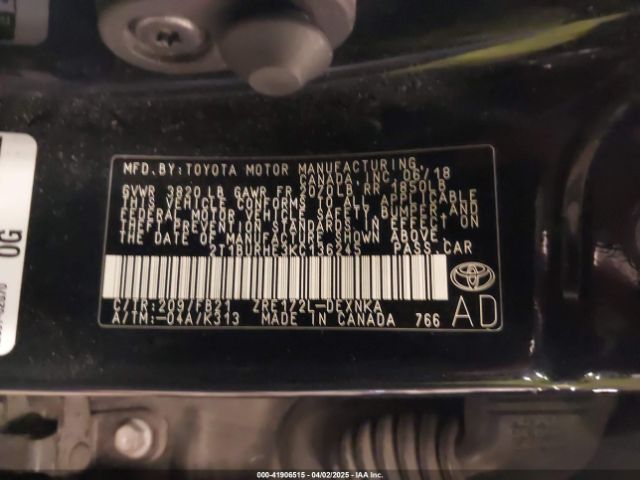 MFD. BY: TOYOTA MOTOR MANUFACTURING
CANADA, INC. 06/18
GVWR 3820 LB GAWR FR 2020LB RR 1850LB
THIS VEHICLE CONFORMS TO ALL APPLICABLE
FEDERAL MOTOR VEHICLE SAFETY, BUMPER, AND
THEFT PREVENTION STANDARDS IN EFFECT ON
THE DATE OF MANUFACTURE SHOWN ABOVE.
2T1BURHE3KC136245 PASS. CAR
C/TR: 209/FB21 ZRE172L-DEXNKA
A/TM: -04A/K313 MADE IN CANADA 766
AD
TOYOTA
OG
000-41906515 - 04/02/2025 - IAA Inc.